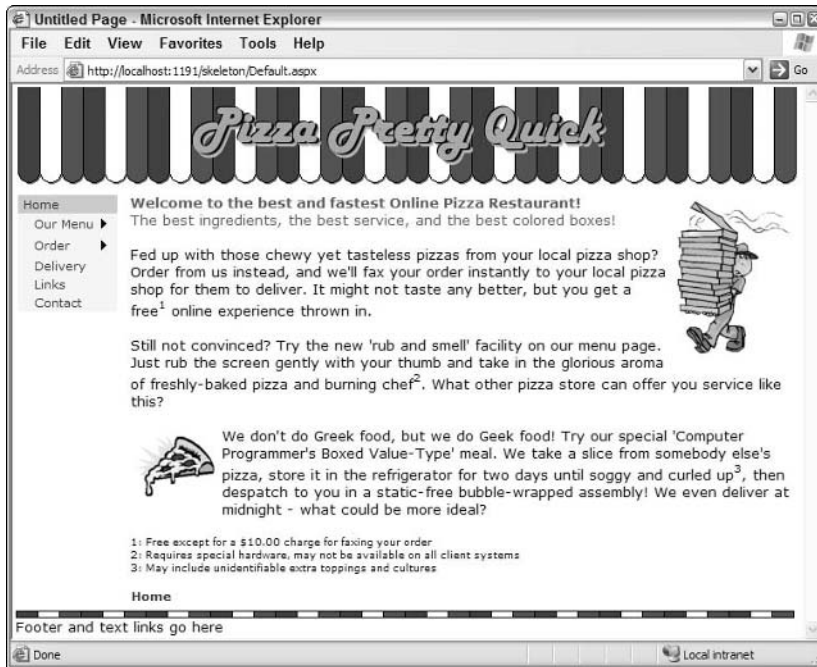 Untitled Page - Microsoft Internet Explorer
File Edit View Favorites Tools Help
Address http://localhost:1191/skeleton/Default.aspx Go
Pizza Pretty Quick
Home
Our Menu
Order
Delivery
Links
Contact
Welcome to the best and fastest Online Pizza Restaurant!
The best ingredients, the best service, and the best colored boxes!
Fed up with those chewy yet tasteless pizzas from your local pizza shop?
Order from us instead, and we'll fax your order instantly to your local pizza
shop for them to deliver. It might not taste any better, but you get a
free¹ online experience thrown in.
Still not convinced? Try the new 'rub and smell' facility on our menu page.
Just rub the screen gently with your thumb and take in the glorious aroma
of freshly-baked pizza and burning chef². What other pizza store can offer you service like
this?
We don't do Greek food, but we do Geek food! Try our special 'Computer
Programmer's Boxed Value-Type' meal. We take a slice from somebody else's
pizza, store it in the refrigerator for two days until soggy and curled up³, then
despatch to you in a static-free bubble-wrapped assembly! We even deliver at
midnight - what could be more ideal?
1: Free except for a $10.00 charge for faxing your order
2: Requires special hardware, may not be available on all client systems
3: May include unidentifiable extra toppings and cultures
Home
Footer and text links go here
Done Local intranet